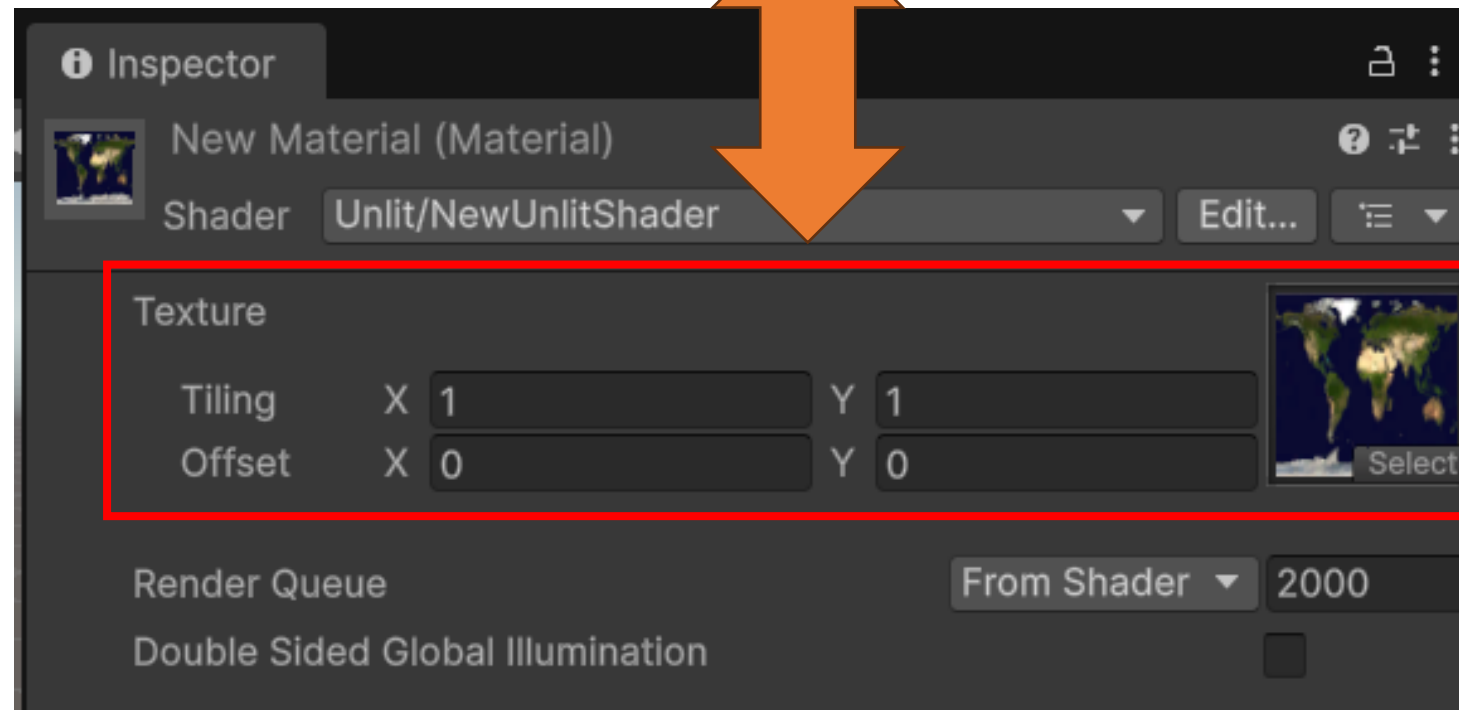 Inspector
New Material (Material)
Shader Unlit/NewUnlitShader Edit...
Texture
Tiling X 1 Y 1
Offset X 0 Y 0
Select
Render Queue From Shader 2000
Double Sided Global Illumination